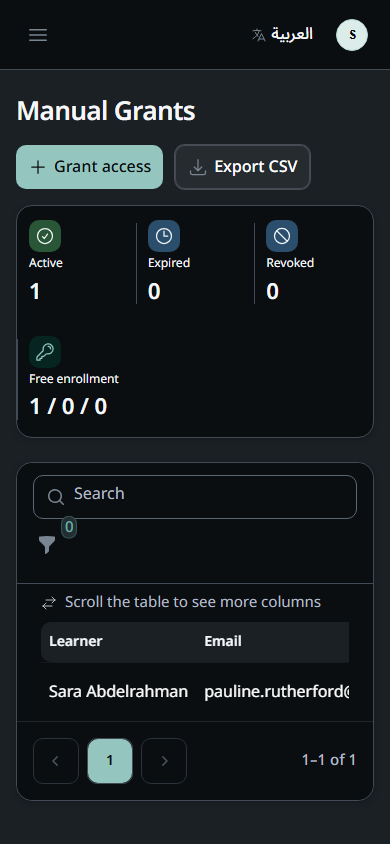 العربية
S
Manual Grants
Grant access
Export CSV
Active
1
Expired
0
Revoked
0
Free enrollment
1 / 0 / 0
Search
0
Scroll the table to see more columns
Learner Email
Sara Abdelrahman pauline.rutherford@
1
1–1 of 1